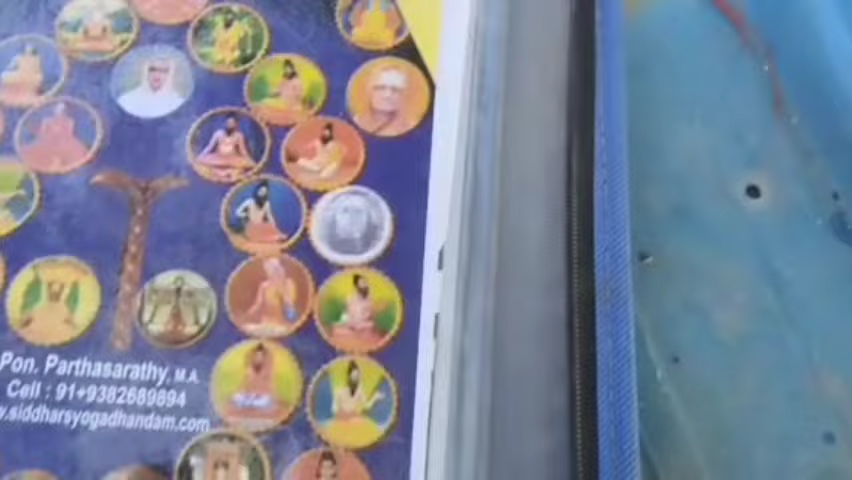 Pon. Parthasarathy, M.A.
Cell : 91+9382689894
w.siddharsyogadhandam.com